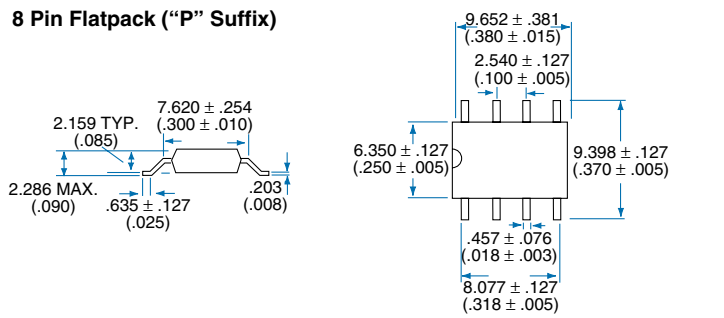 8 Pin Flatpack (“P” Suffix)
9.652 ± .381
(.380 ± .015)
2.540 ± .127
(.100 ± .005)
7.620 ± .254
(.300 ± .010)
2.159 TYP.
(.085)
2.286 MAX.
(.090)
.635 ± .127
(.025)
.203
(.008)
6.350 ± .127
(.250 ± .005)
9.398 ± .127
(.370 ± .005)
.457 ± .076
(.018 ± .003)
8.077 ± .127
(.318 ± .005)